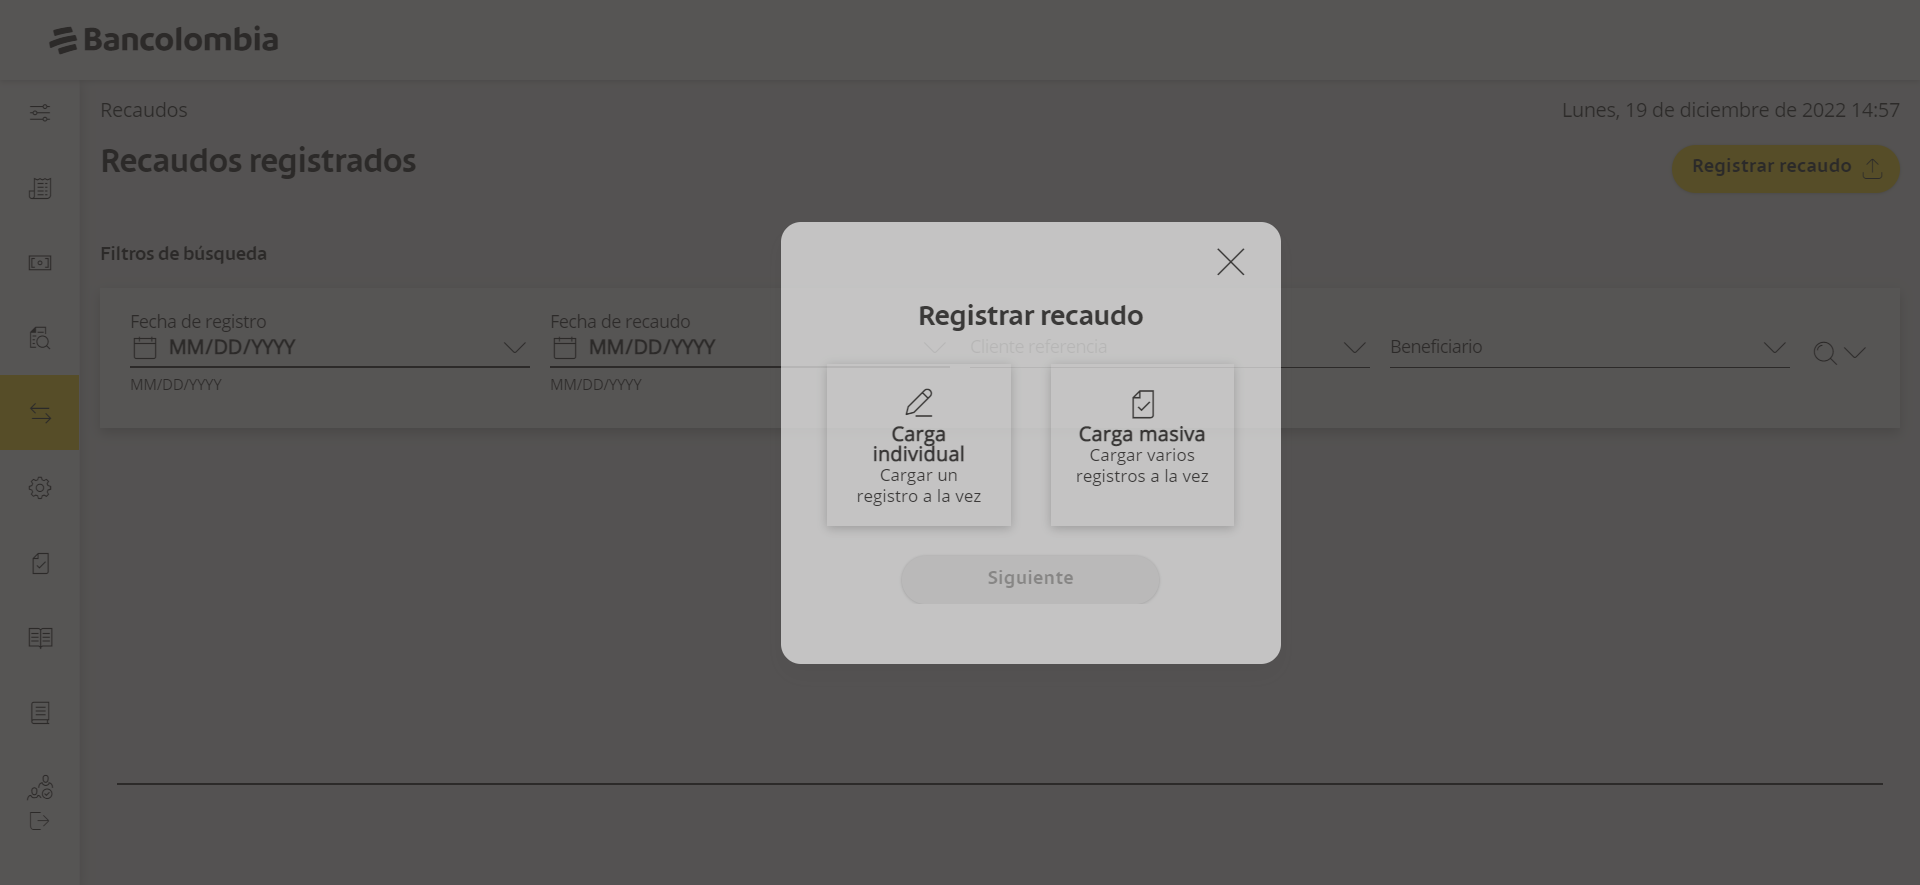 Bancolombia
Recaudos
Lunes, 19 de diciembre de 2022 14:57
Recaudos registrados
Registrar recaudo
Filtros de búsqueda
Fecha de registro
MM/DD/YYYY
MM/DD/YYYY
Fecha de recaudo
MM/DD/YYYY
MM/DD/YYYY
Cliente referencia
Beneficiario
Registrar recaudo
Carga
individual
Cargar un
registro a la vez
Carga masiva
Cargar varios
registros a la vez
Siguiente